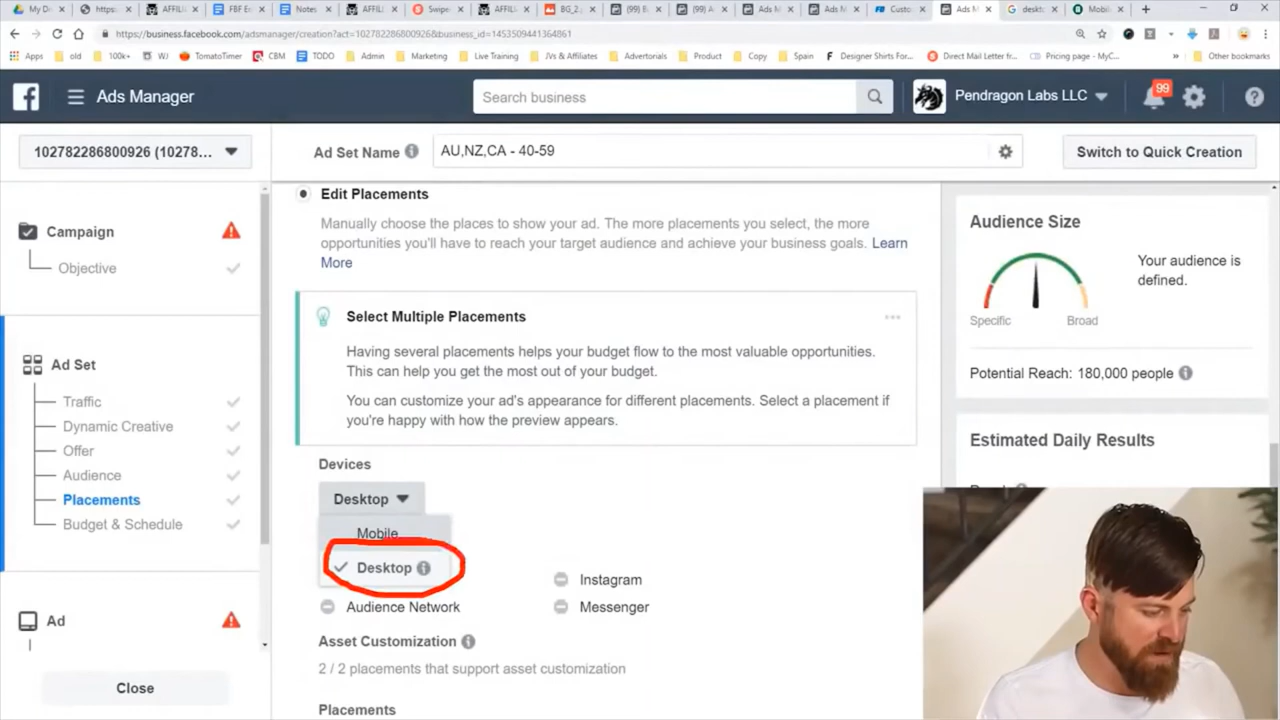 My D
https:
AFFILI
FBF Er
Notes
AFFILI
Swipe
AFFILI
BG_2
(99) B
(99) A
Ads M
Ads M
Custo
Ads M
deskt
Mobil
https://business.facebook.com/adsmanager/creation?act=102782286800926&business_id=1453509441364861
Apps
old
100k+
WJ
TomatoTimer
CBM
TODO
Admin
Marketing
Live Training
JVs & Affiliates
Advertorials
Product
Copy
Spain
Designer Shirts For...
Direct Mail Letter fr...
Pricing page - MyC...
»
Other bookmarks
Ads Manager
Search business
Pendragon Labs LLC
99
102782286800926 (10278...
Ad Set Name
AU,NZ,CA - 40-59
Switch to Quick Creation
Campaign
Objective
Ad Set
Traffic
Dynamic Creative
Offer
Audience
Placements
Budget & Schedule
Ad
Close
Edit Placements
Manually choose the places to show your ad. The more placements you select, the more
opportunities you'll have to reach your target audience and achieve your business goals. Learn
More
Select Multiple Placements
Having several placements helps your budget flow to the most valuable opportunities.
This can help you get the most out of your budget.
You can customize your ad's appearance for different placements. Select a placement if
you're happy with how the preview appears.
Devices
Desktop
Mobile
Desktop
Instagram
Audience Network
Messenger
Asset Customization
2 / 2 placements that support asset customization
Placements
Audience Size
Your audience is
defined.
Specific
Broad
Potential Reach: 180,000 people
Estimated Daily Results